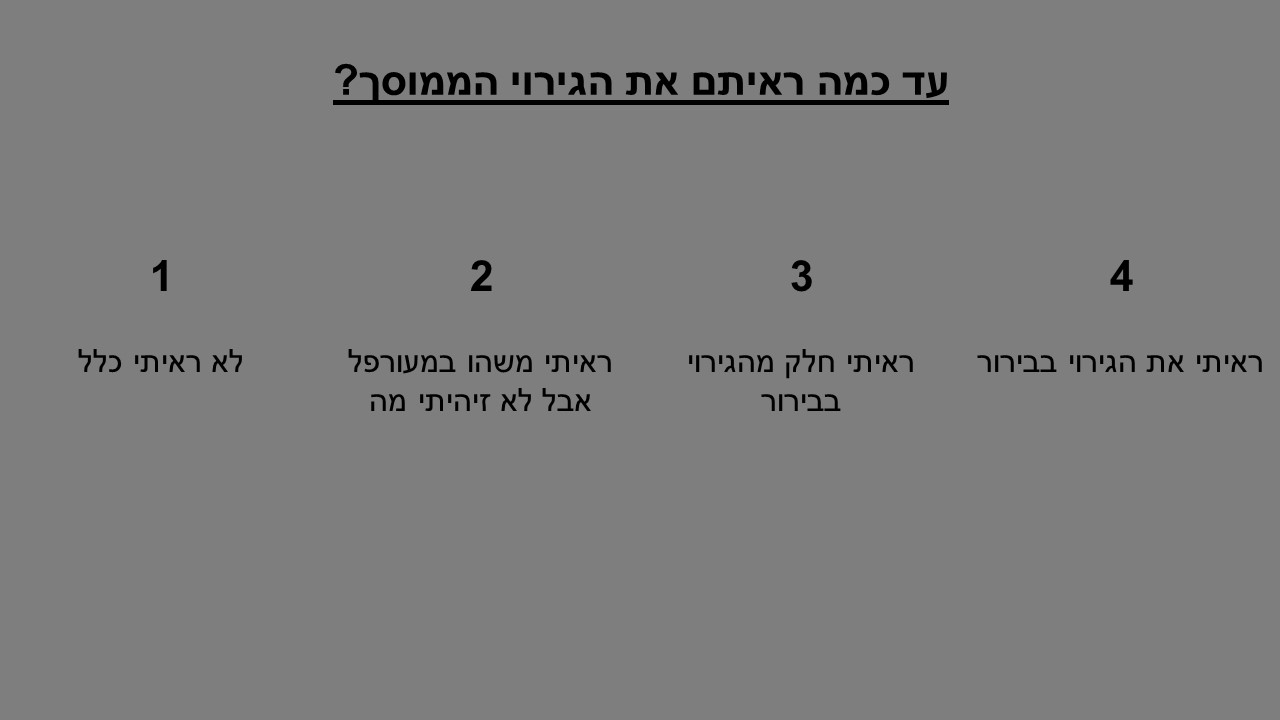 עד כמה ראיתם את הגירוי הממוסך?
1
לא ראיתי כלל
2
ראיתי משהו במעורפל
אבל לא זיהיתי מה
3
ראיתי חלק מהגירוי
בבירור
4
ראיתי את הגירוי בבירור